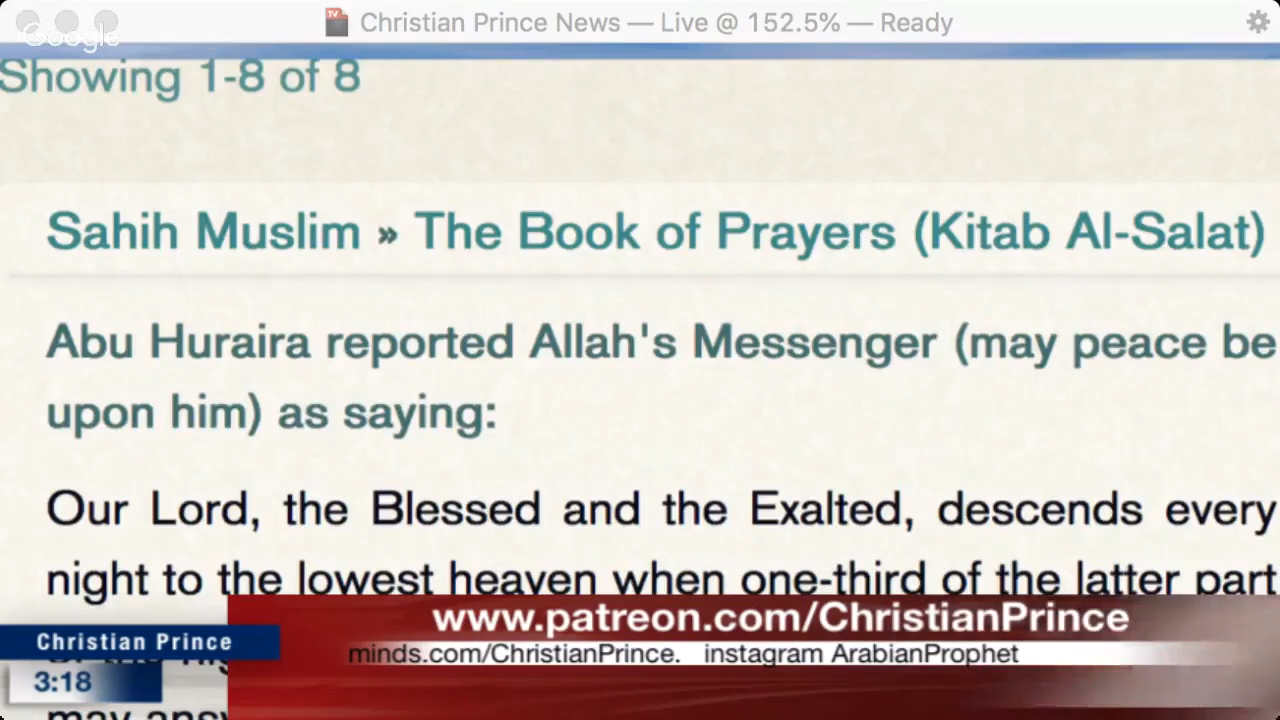 Christian Prince News — Live @ 152.5% — Ready
Google
Showing 1-8 of 8
Sahih Muslim » The Book of Prayers (Kitab Al-Salat)
Abu Huraira reported Allah's Messenger (may peace be
upon him) as saying:
Our Lord, the Blessed and the Exalted, descends every
night to the lowest heaven when one-third of the latter part
www.patreon.com/ChristianPrince
Christian Prince
minds.com/ChristianPrince. instagram ArabianProphet
3:18
may